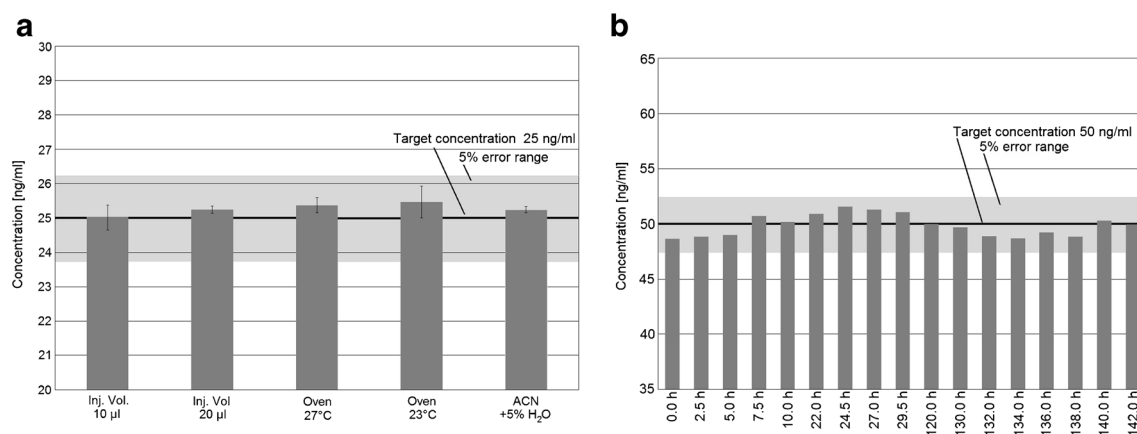 a
30
29
28
27
26
25
24
23
22
21
20
Concentration [ng/ml]
Target concentration 25 ng/ml
5% error range
Inj. Vol.
10 µl
Inj. Vol
20 µl
Oven
27°C
Oven
23°C
ACN
+5% H₂O
b
65
60
55
50
45
40
35
Concentration [ng/ml]
Target concentration 50 ng/ml
5% error range
0.0 h
2.5 h
5.0 h
7.5 h
10.0 h
22.0 h
24.5 h
27.0 h
29.5 h
120.0 h
130.0 h
132.0 h
134.0 h
136.0 h
138.0 h
140.0 h
142.0 h